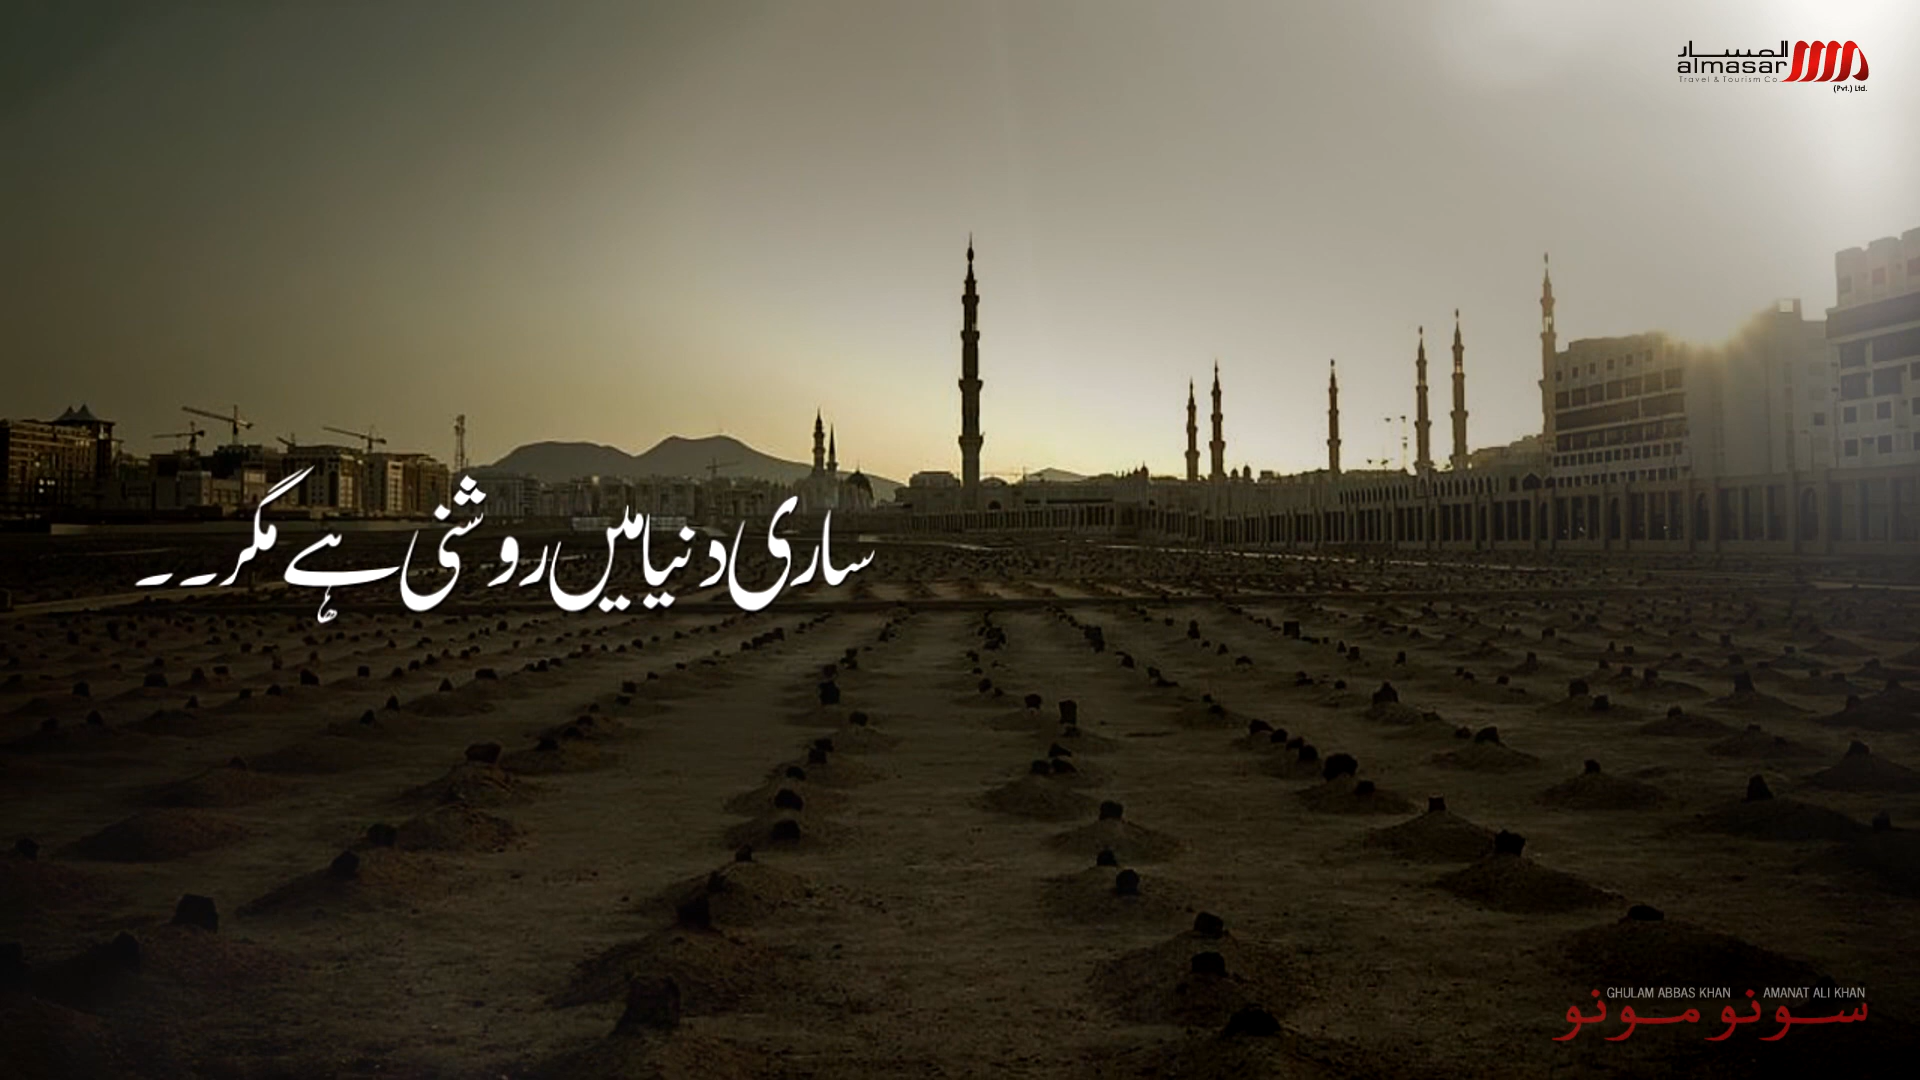 المسار
almasar
Travel & Tourism Co
(Pvt.) Ltd.
ساری دنیا میں روشنی ہے مگر۔۔
GHULAM ABBAS KHAN AMANAT ALI KHAN
سونو مونو